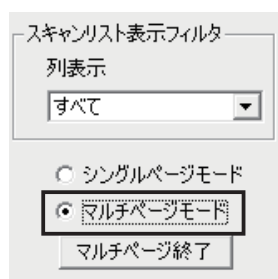 スキャンリスト表示フィルタ
列表示
すべて
シングルページモード
マルチページモード
マルチページ終了